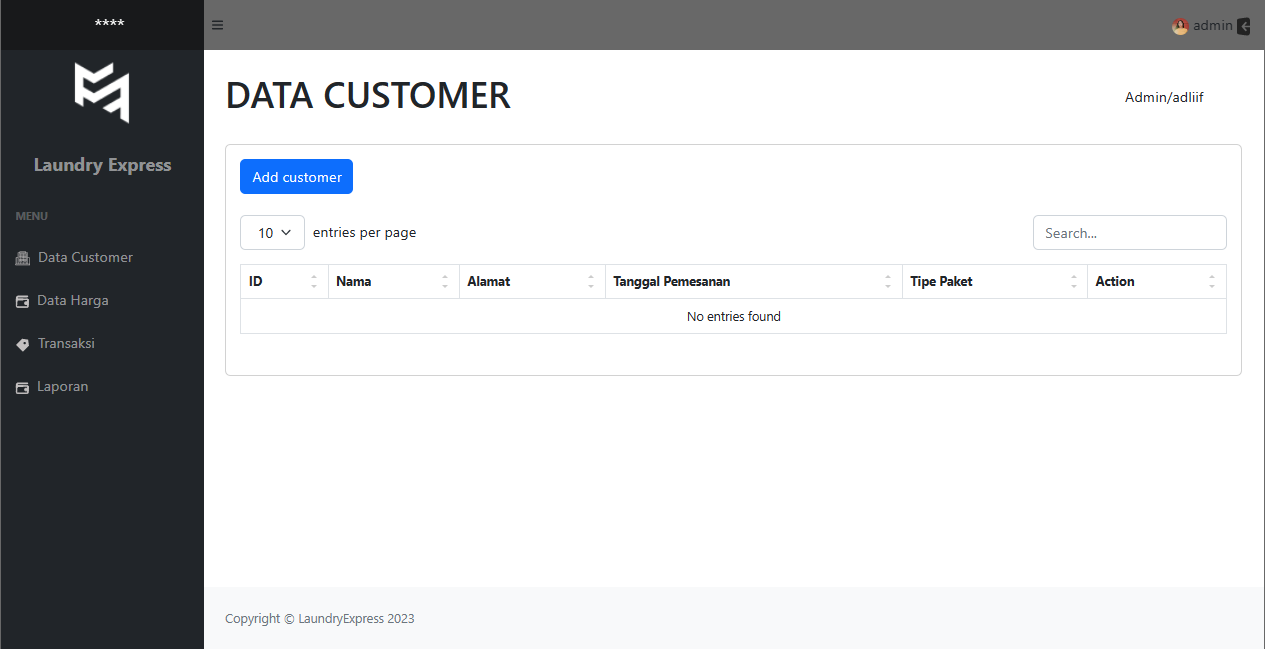 ****
admin
Laundry Express
MENU
Data Customer
Data Harga
Transaksi
Laporan
DATA CUSTOMER
Admin/adliif
Add customer
10 entries per page
Search...
ID Nama Alamat Tanggal Pemesanan Tipe Paket Action
No entries found
Copyright © LaundryExpress 2023